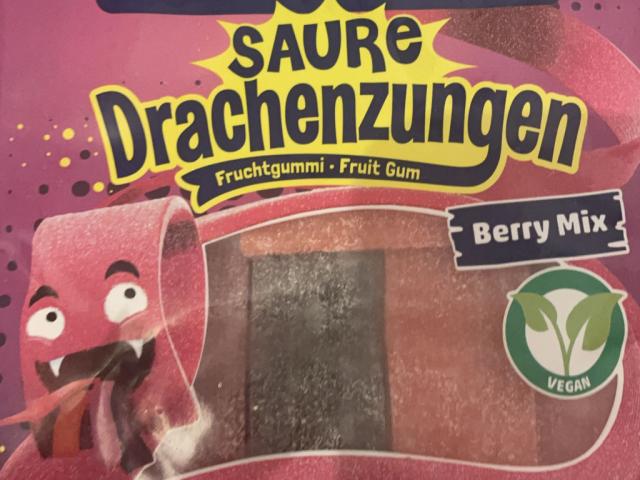 SAURE
Drachenzungen
Fruchtgummi · Fruit Gum
Berry Mix
VEGAN